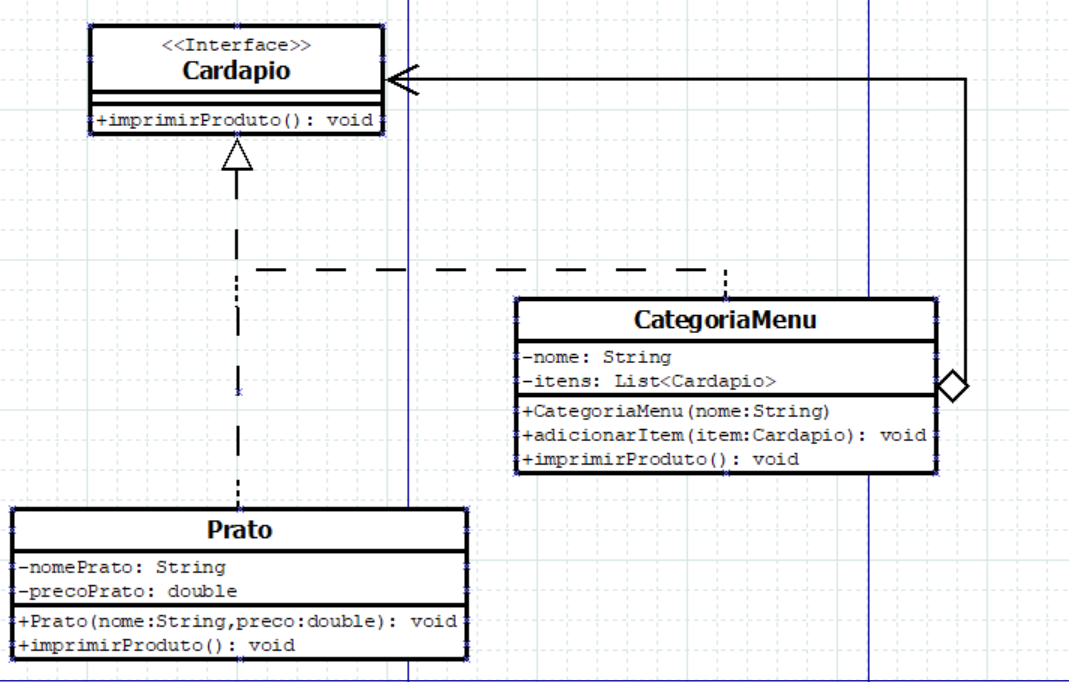 <<Interface>>
Cardapio
+imprimirProduto(): void
CategoriaMenu
-nome: String
-itens: List<Cardapio>
+CategoriaMenu(nome:String)
+adicionarItem(item:Cardapio): void
+imprimirProduto(): void
Prato
-nomePrato: String
-precoPrato: double
+Prato(nome:String,preco:double): void
+imprimirProduto(): void